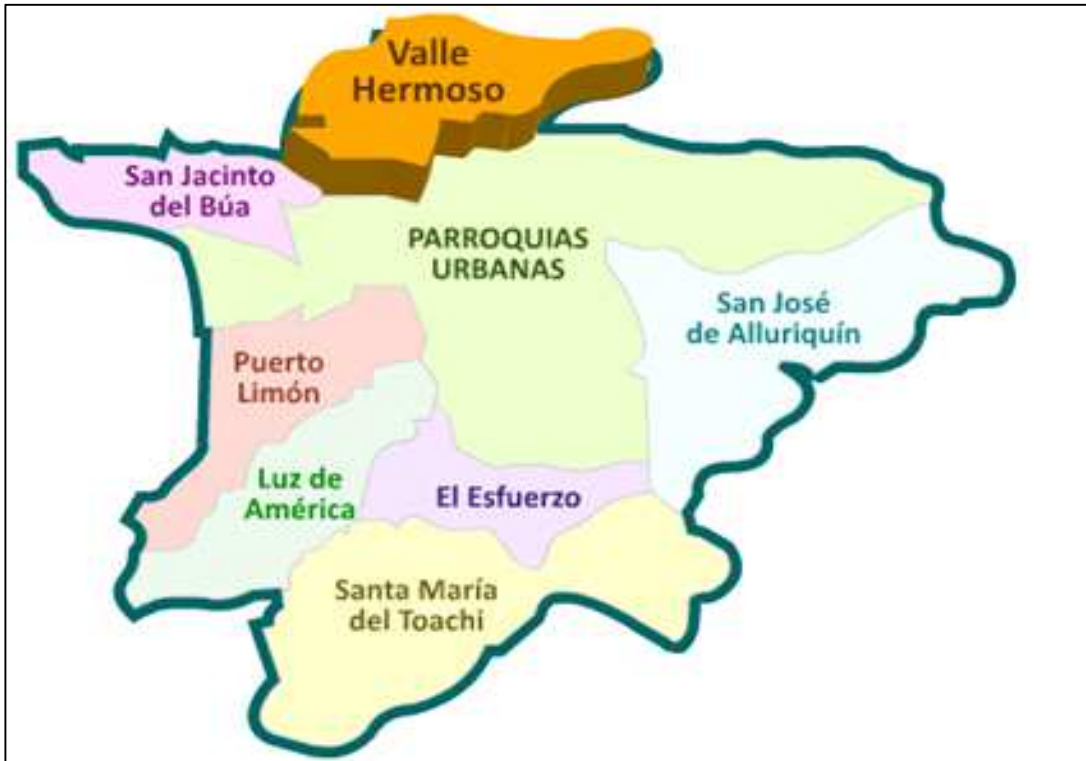 Valle
Hermoso
San Jacinto
del Búa
PARROQUIAS
URBANAS
San José
de Alluriquín
Puerto
Limón
Luz de
América
El Esfuerzo
Santa María
del Toachi